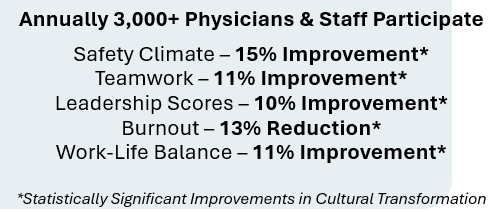 Annually 3,000+ Physicians & Staff Participate
Safety Climate – 15% Improvement*
Teamwork – 11% Improvement*
Leadership Scores – 10% Improvement*
Burnout – 13% Reduction*
Work-Life Balance – 11% Improvement*
*Statistically Significant Improvements in Cultural Transformation